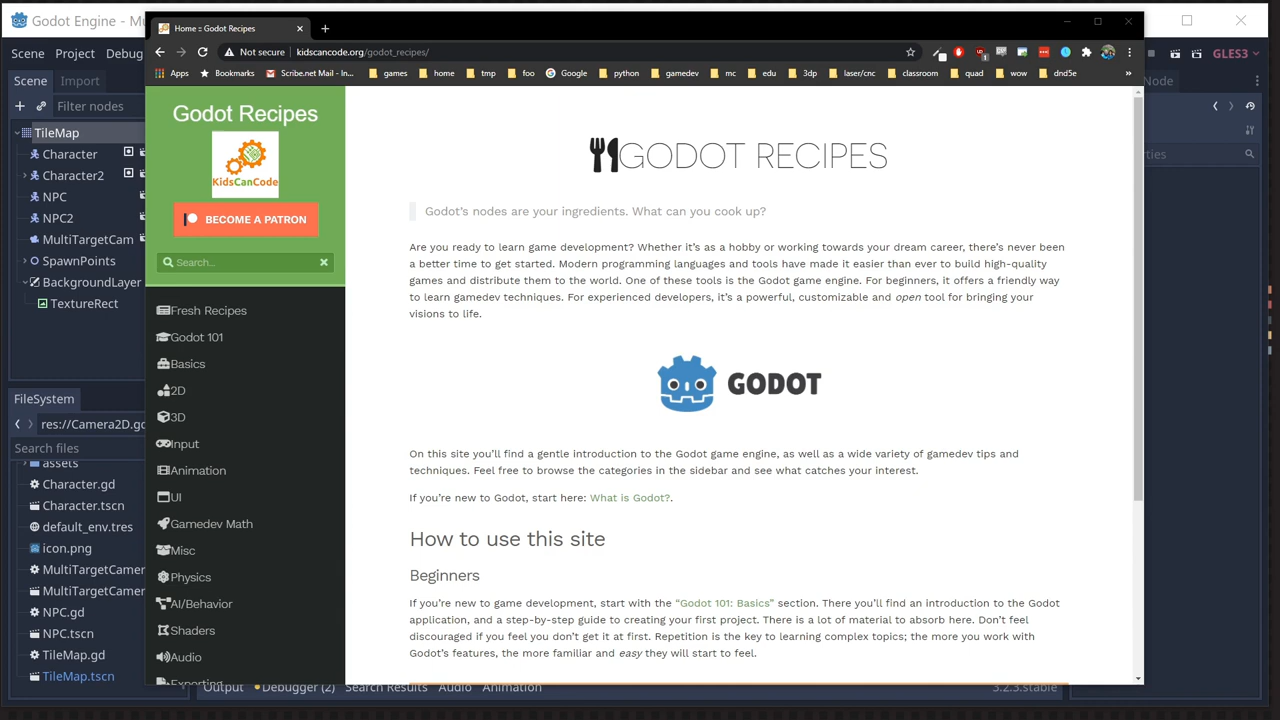 Godot Engine - Mu
Scene Project Debug
GLES3
Scene Import
Filter nodes
TileMap
Character
Character2
NPC
NPC2
MultiTargetCam
SpawnPoints
BackgroundLayer
TextureRect
FileSystem
res://Camera2D.gd
Search files
assets
Character.gd
Character.tscn
default_env.tres
icon.png
MultiTargetCamer
MultiTargetCamer
NPC.gd
NPC.tscn
TileMap.gd
TileMap.tscn
Home :: Godot Recipes
Not secure kidscancode.org/godot_recipes/
Apps Bookmarks Scribe.net Mail - In... games home tmp foo Google python gamedev mc edu 3dp laser/cnc classroom quad wow dnd5e »
Godot Recipes
KidsCanCode
BECOME A PATRON
Search...
Fresh Recipes
Godot 101
Basics
2D
3D
Input
Animation
UI
Gamedev Math
Misc
Physics
AI/Behavior
Shaders
Audio
Exporting
GODOT RECIPES
Godot's nodes are your ingredients. What can you cook up?
Are you ready to learn game development? Whether it's as a hobby or working towards your dream career, there's never been
a better time to get started. Modern programming languages and tools have made it easier than ever to build high-quality
games and distribute them to the world. One of these tools is the Godot game engine. For beginners, it offers a friendly way
to learn gamedev techniques. For experienced developers, it's a powerful, customizable and open tool for bringing your
visions to life.
GODOT
On this site you'll find a gentle introduction to the Godot game engine, as well as a wide variety of gamedev tips and
techniques. Feel free to browse the categories in the sidebar and see what catches your interest.
If you're new to Godot, start here: What is Godot?.
How to use this site
Beginners
If you're new to game development, start with the "Godot 101: Basics" section. There you'll find an introduction to the Godot
application, and a step-by-step guide to creating your first project. There is a lot of material to absorb here. Don't feel
discouraged if you feel you don't get it at first. Repetition is the key to learning complex topics; the more you work with
Godot's features, the more familiar and easy they will start to feel.
Node
rties
Output Debugger (2) Search Results Audio Animation 3.2.3.stable